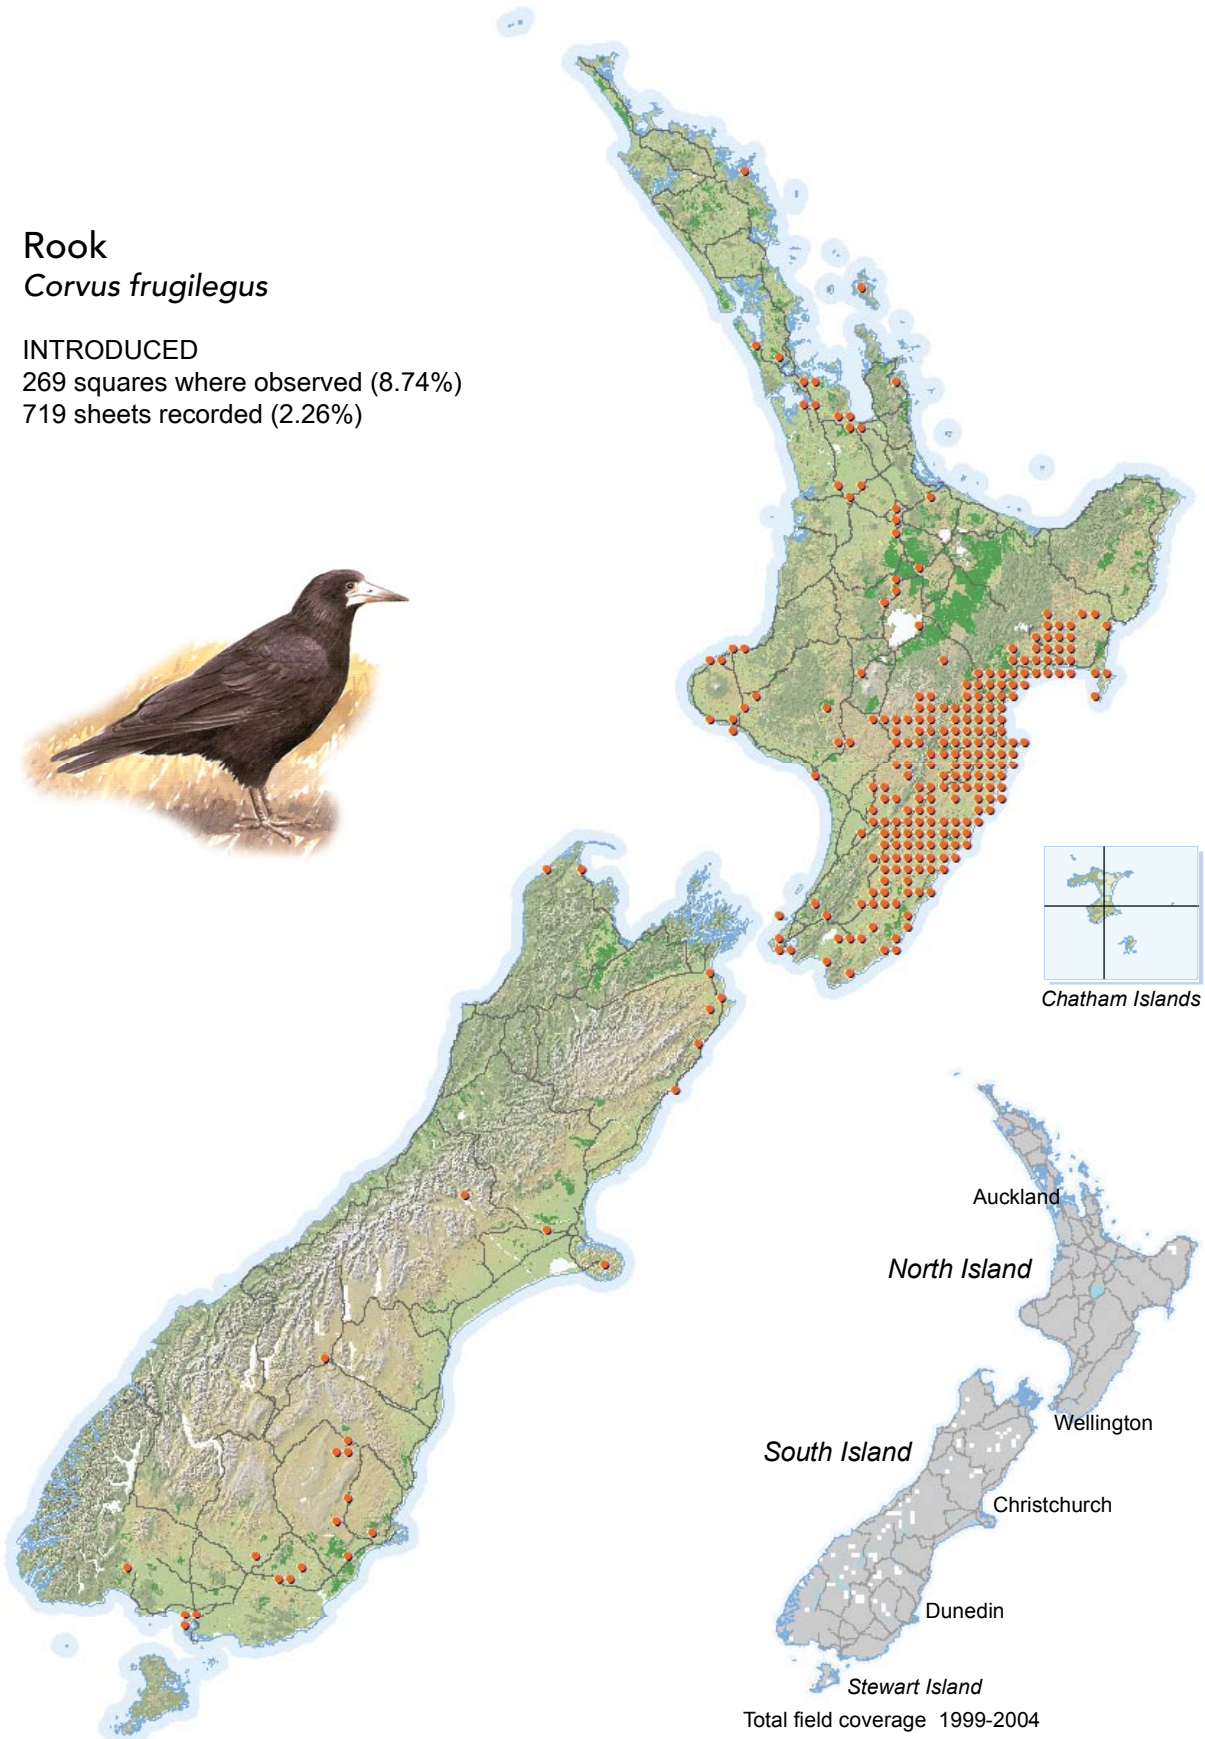 Rook
Corvus frugilegus
INTRODUCED
269 squares where observed (8.74%)
719 sheets recorded (2.26%)
Chatham Islands
Auckland
North Island
Wellington
South Island
Christchurch
Dunedin
Stewart Island
Total field coverage 1999-2004